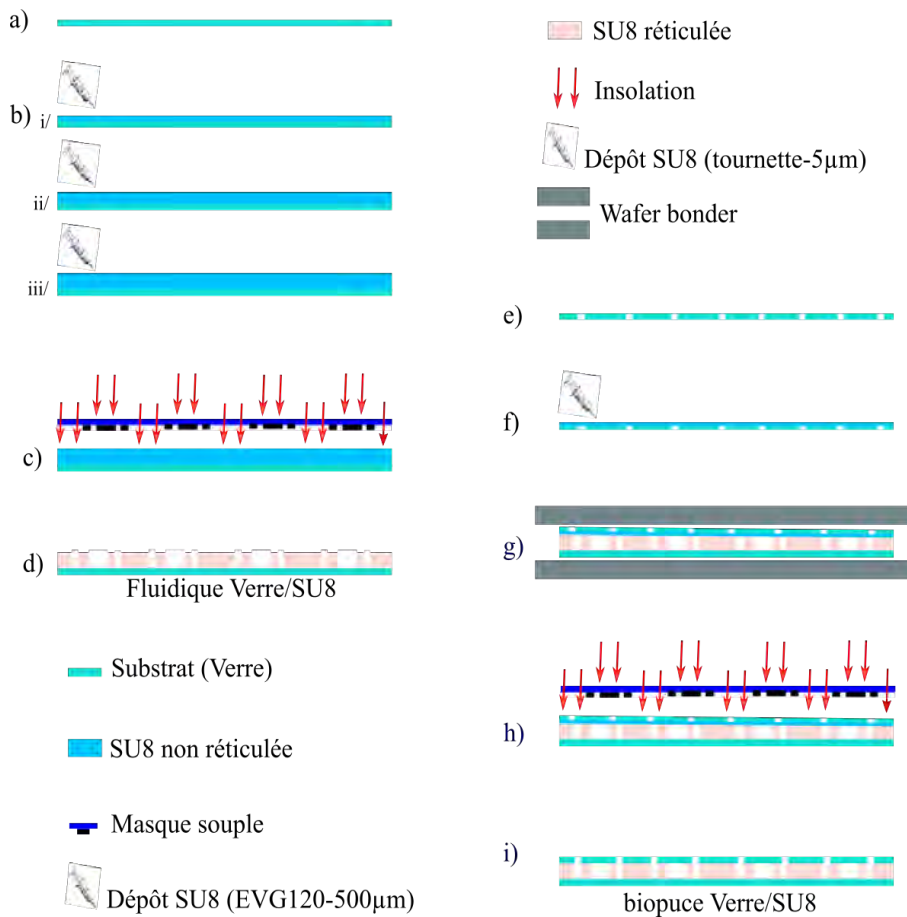 a)
b)
i/
ii/
iii/
c)
d)
Fluidique Verre/SU8
Substrat (Verre)
SU8 non réticulée
Masque souple
Dépôt SU8 (EVG120-500µm)
SU8 réticulée
Insolation
Dépôt SU8 (tournette-5µm)
Wafer bonder
e)
f)
g)
h)
i)
biopuce Verre/SU8